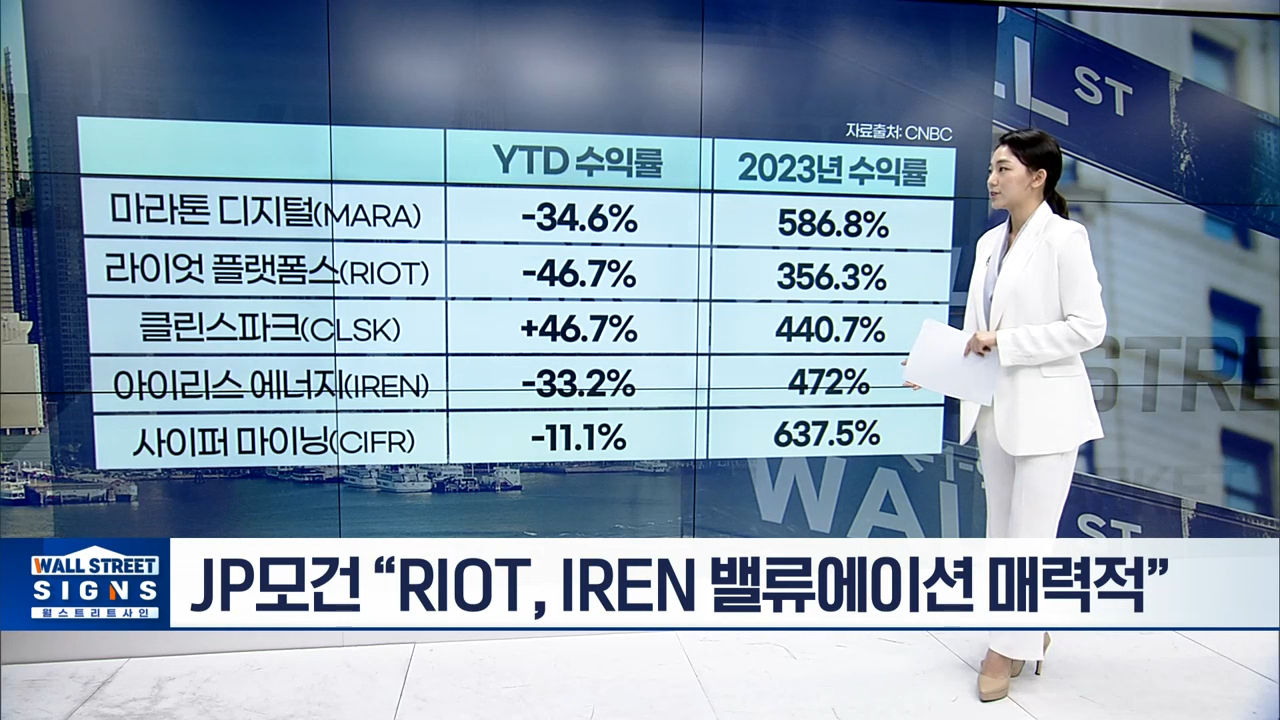 자료출처: CNBC
YTD 수익률 2023년 수익률
마라톤 디지털(MARA) -34.6% 586.8%
라이엇 플랫폼스(RIOT) -46.7% 356.3%
클린스파크(CLSK) +46.7% 440.7%
아이리스 에너지(IREN) -33.2% 472%
사이퍼 마이닝(CIFR) -11.1% 637.5%
ST
WALL
ST
WALL STREET
SIGNS
월스트리트사인
JP모건 “RIOT, IREN 밸류에이션 매력적”